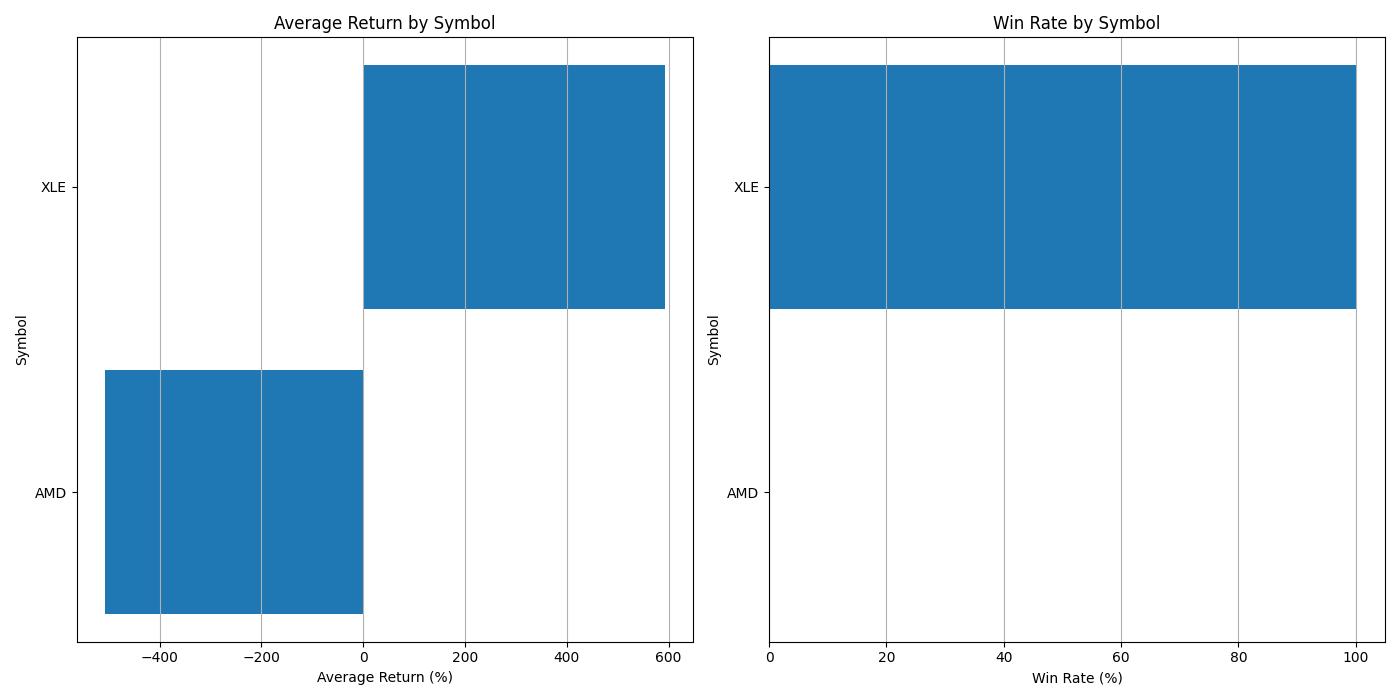 Average Return by Symbol
XLE
AMD
Symbol
−400 −200 0 200 400 600
Average Return (%)
Win Rate by Symbol
XLE
AMD
Symbol
0 20 40 60 80 100
Win Rate (%)